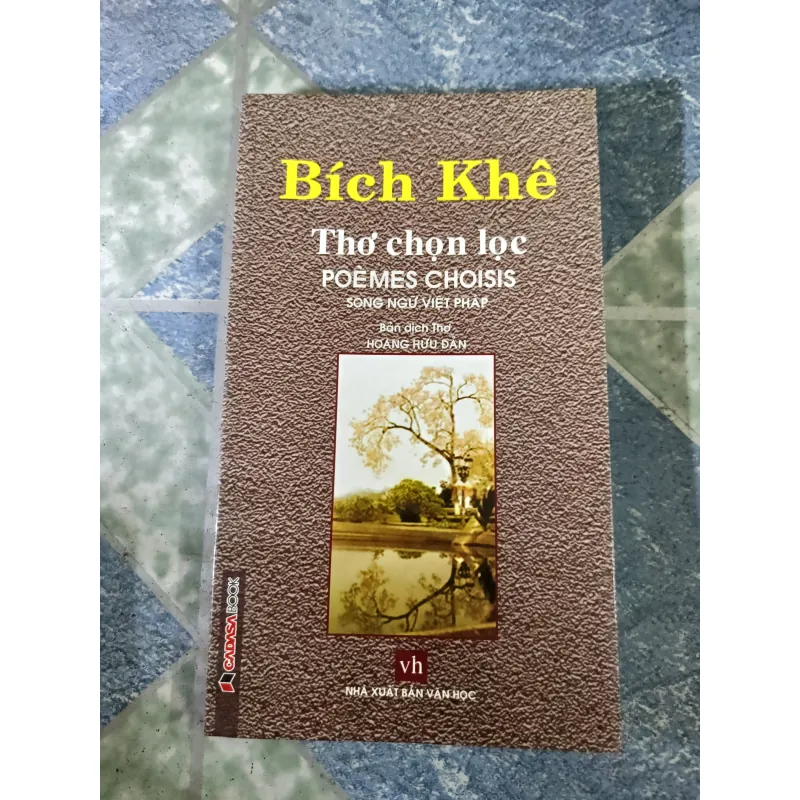 Bích Khê
Thơ chọn lọc
POÈMES CHOISIS
SONG NGỮ VIỆT PHÁP
Bản dịch Thơ
HOÀNG HỮU ĐẢN
vh
NHÀ XUẤT BẢN VĂN HỌC
CADASA BOOK